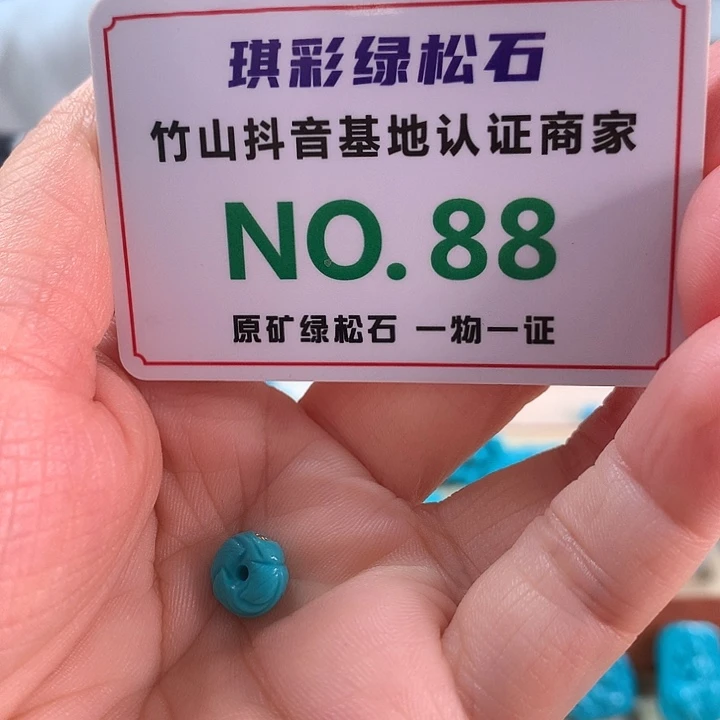 琪彩绿松石
竹山抖音基地认证商家
NO.88
原矿绿松石 一物一证